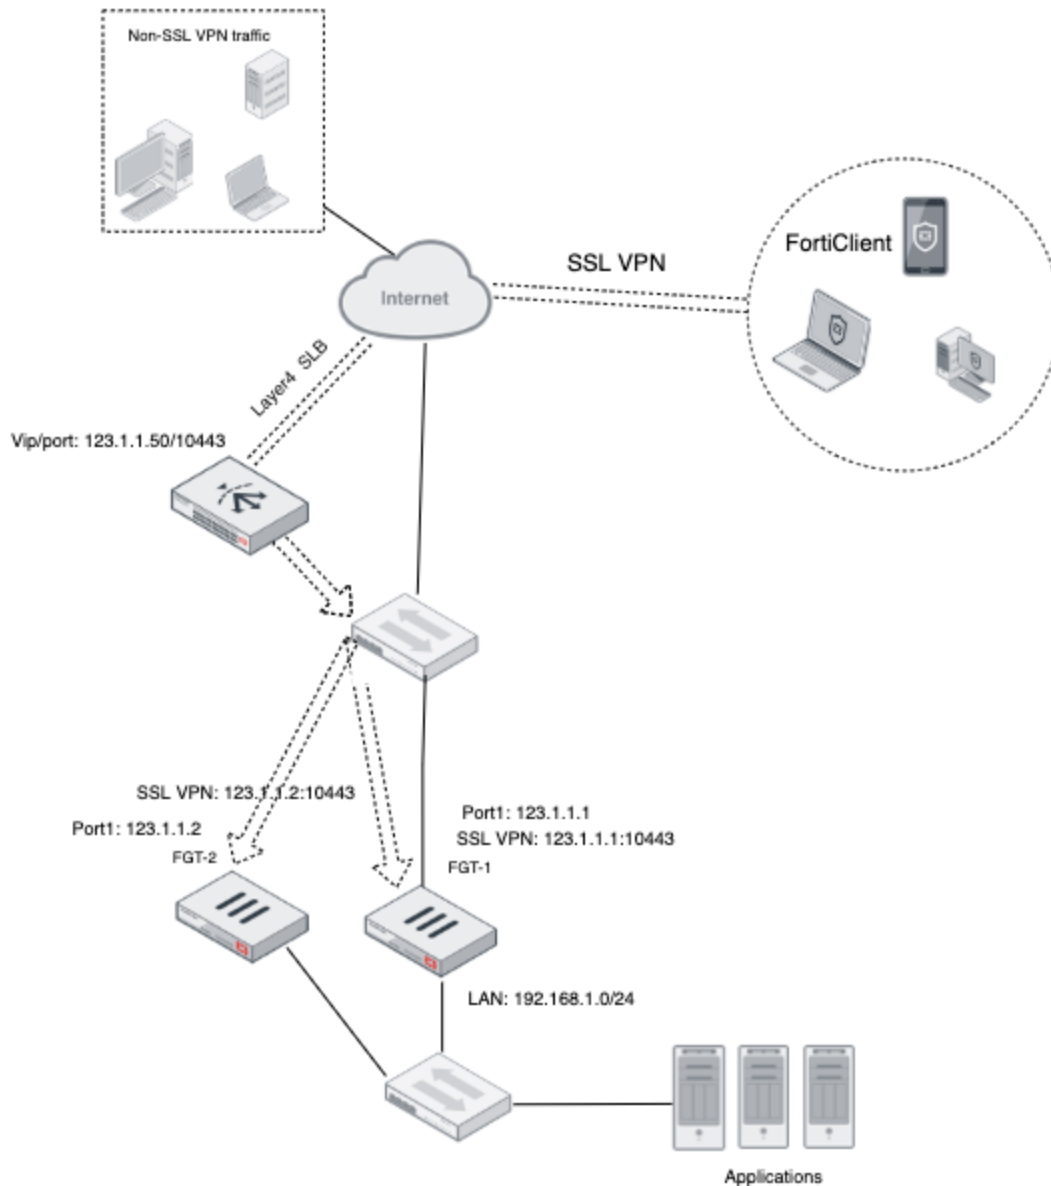 Non-SSL VPN traffic
FortiClient
SSL VPN
Internet
Layer4 SLB
Vip/port: 123.1.1.50/10443
SSL VPN: 123.1.1.2:10443
Port1: 123.1.1.2
FGT-2
Port1: 123.1.1.1
SSL VPN: 123.1.1.1:10443
FGT-1
LAN: 192.168.1.0/24
Applications